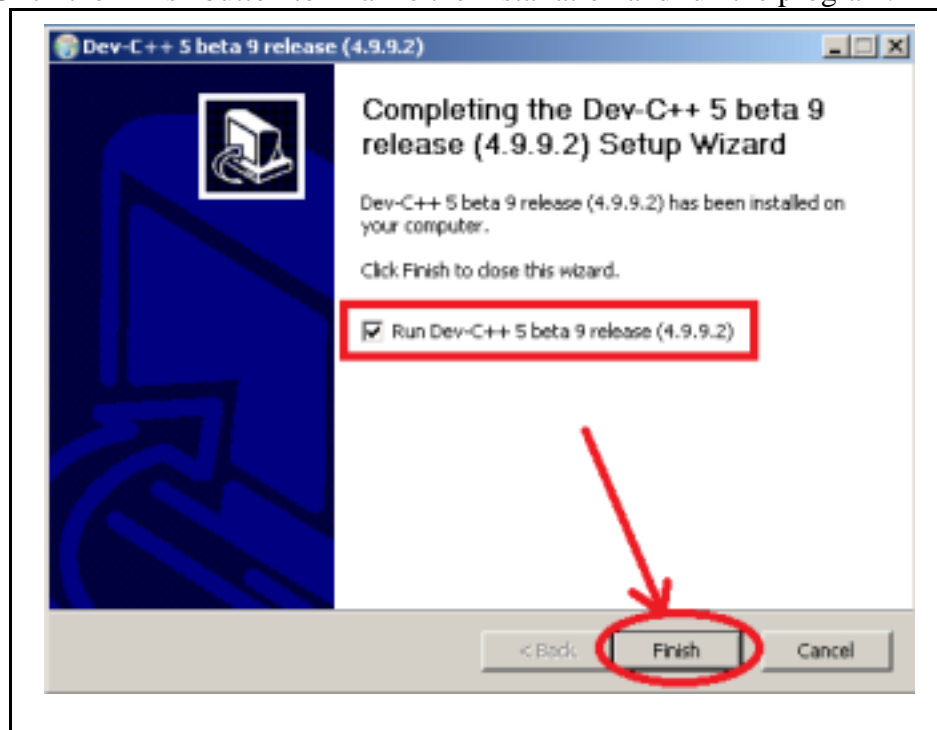 Dev-C++ 5 beta 9 release (4.9.9.2)
Completing the Dev-C++ 5 beta 9
release (4.9.9.2) Setup Wizard
Dev-C++ 5 beta 9 release (4.9.9.2) has been installed on
your computer.
Click Finish to close this wizard.
Run Dev-C++ 5 beta 9 release (4.9.9.2)
< Back
Finish
Cancel